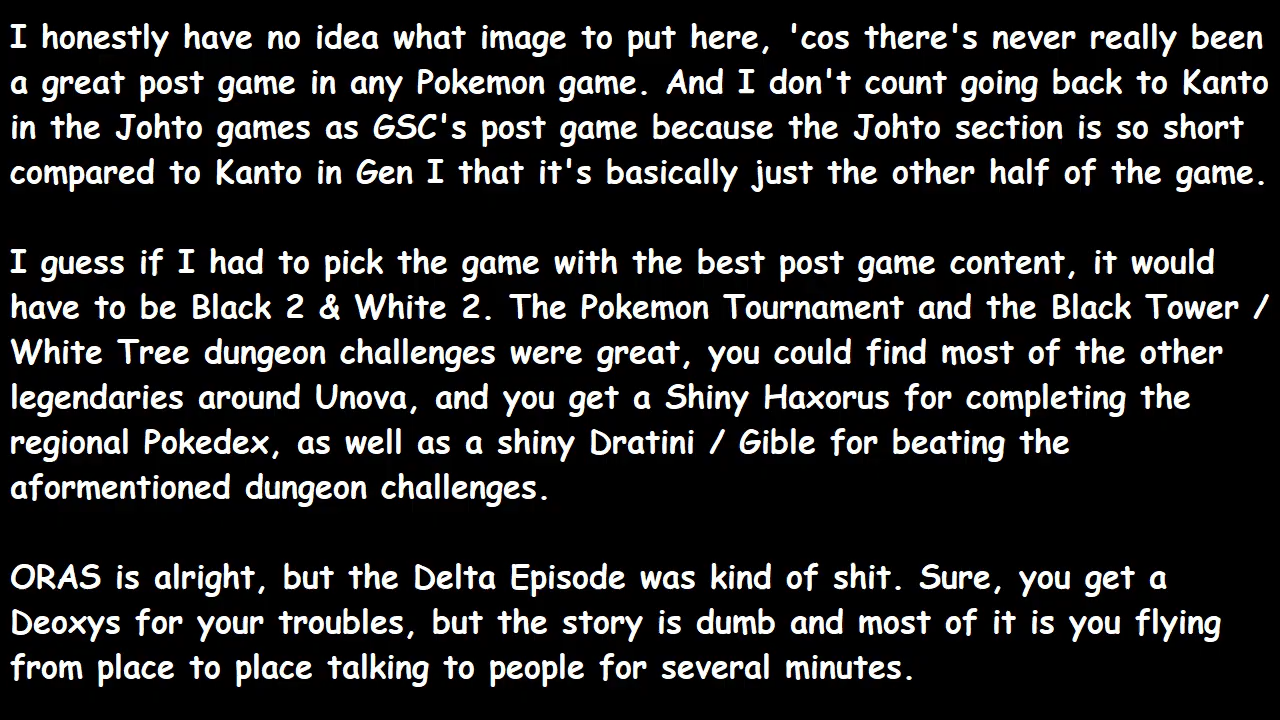 I honestly have no idea what image to put here, 'cos there's never really been
a great post game in any Pokemon game. And I don't count going back to Kanto
in the Johto games as GSC's post game because the Johto section is so short
compared to Kanto in Gen I that it's basically just the other half of the game.
I guess if I had to pick the game with the best post game content, it would
have to be Black 2 & White 2. The Pokemon Tournament and the Black Tower /
White Tree dungeon challenges were great, you could find most of the other
legendaries around Unova, and you get a Shiny Haxorus for completing the
regional Pokedex, as well as a shiny Dratini / Gible for beating the
aformentioned dungeon challenges.
ORAS is alright, but the Delta Episode was kind of shit. Sure, you get a
Deoxys for your troubles, but the story is dumb and most of it is you flying
from place to place talking to people for several minutes.